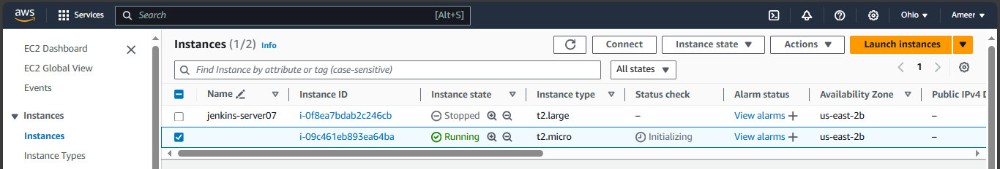 aws Services Search [Alt+S] Ohio Ameer
EC2 Dashboard
EC2 Global View
Events
Instances
Instances
Instance Types
Instances (1/2) Info Connect Instance state Actions Launch instances
Find Instance by attribute or tag (case-sensitive) All states 1
Name Instance ID Instance state Instance type Status check Alarm status Availability Zone Public IPv4 D
jenkins-server07 i-0f8ea7bdab2c246cb Stopped t2.large – View alarms + us-east-2b –
i-09c461eb893ea64ba Running t2.micro Initializing View alarms + us-east-2b –